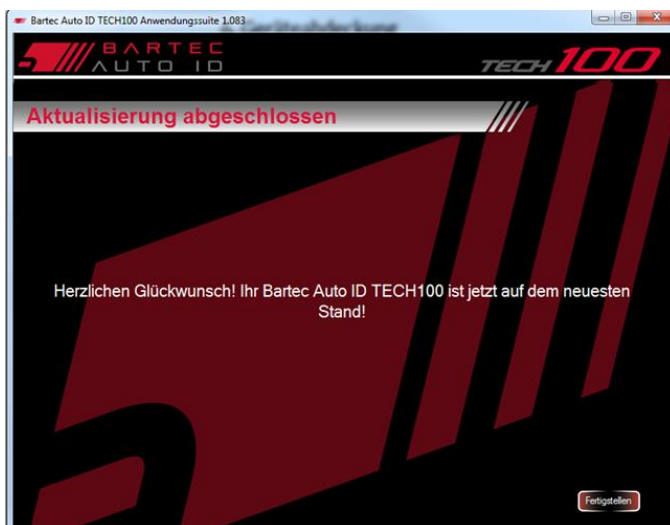 Bartec Auto ID TECH100 Anwendungssuite 1.083
BARTEC
AUTO ID
TECH100
Aktualisierung abgeschlossen
Herzlichen Glückwunsch! Ihr Bartec Auto ID TECH100 ist jetzt auf dem neuesten
Stand!
Fertigstellen